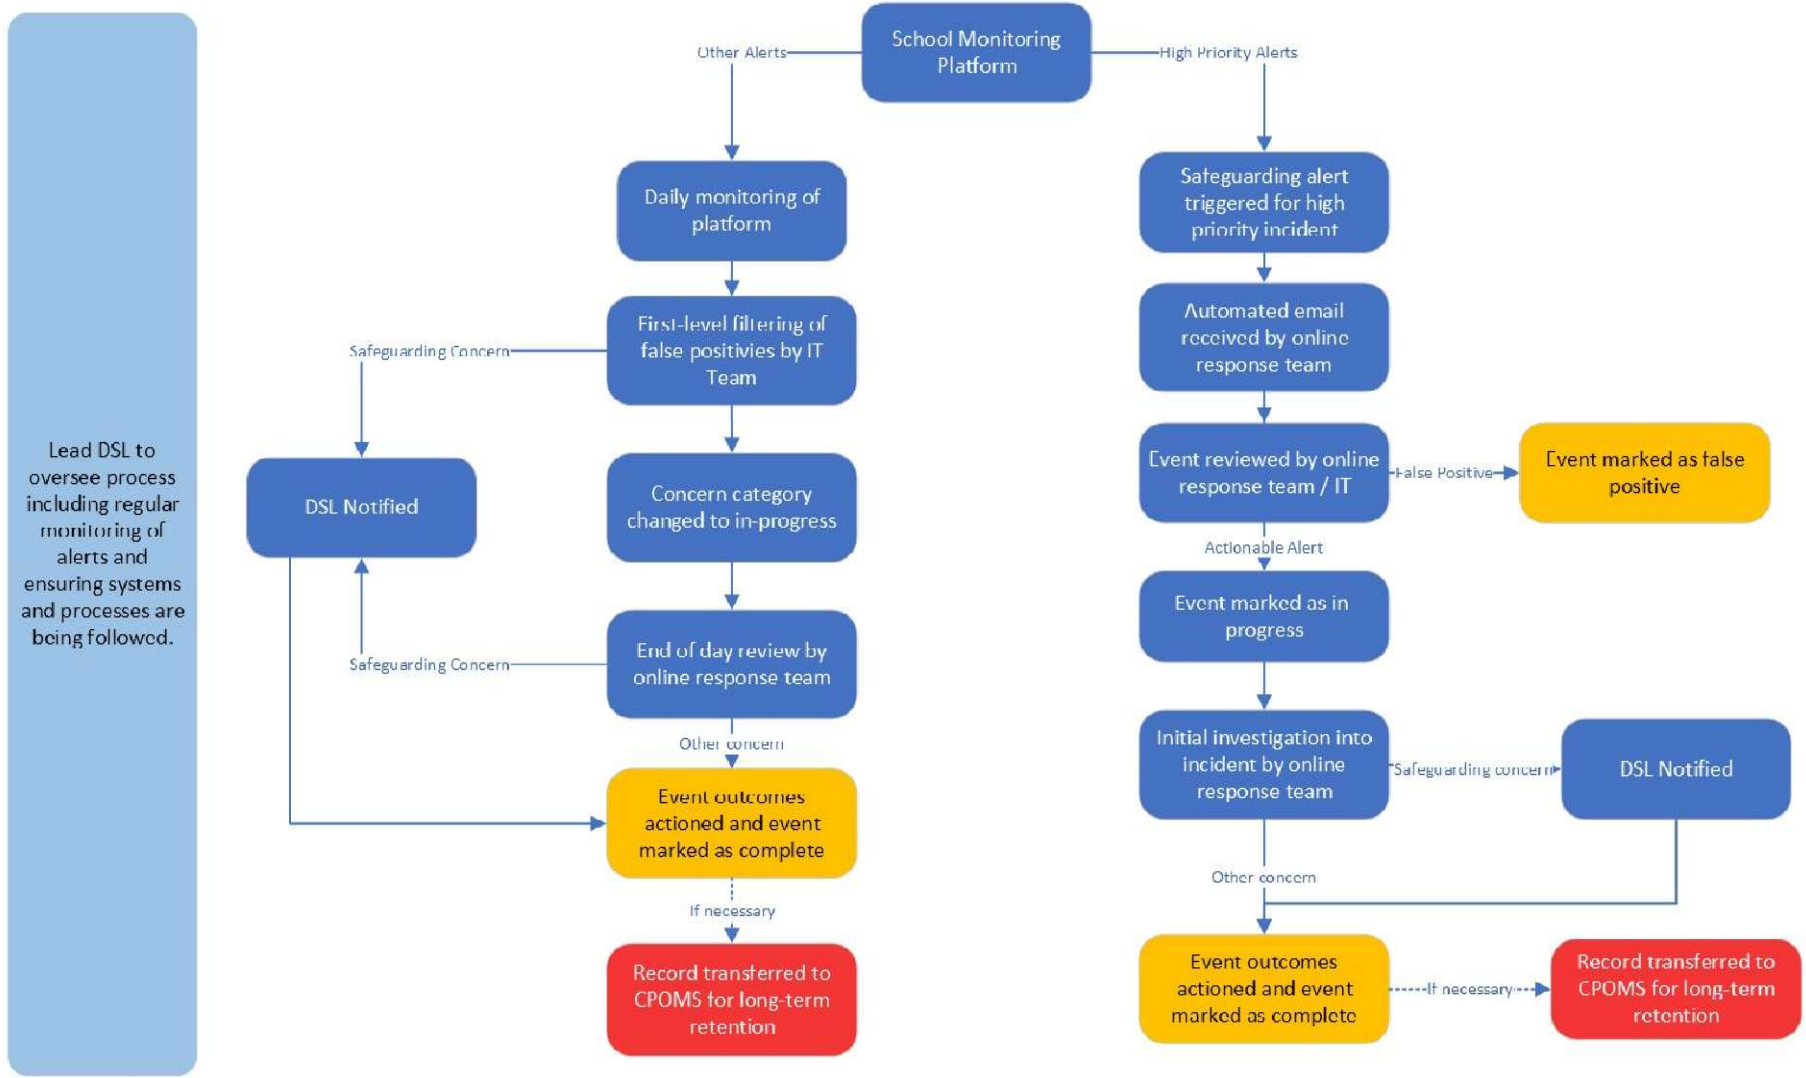 Lead DSL to
oversee process
including regular
monitoring of
alerts and
ensuring systems
and processes are
being followed.
School Monitoring
Platform
Other Alerts
High Priority Alerts
Daily monitoring of
platform
First-level filtering of
false positivies by IT
Team
Safeguarding Concern
DSL Notified
Concern category
changed to in-progress
Safeguarding Concern
End of day review by
online response team
Other concern
Event outcomes
actioned and event
marked as complete
If necessary
Record transferred to
CPOMS for long-term
retention
Safeguarding alert
triggered for high
priority incident
Automated email
received by online
response team
Event reviewed by online
response team / IT
False Positive
Event marked as false
positive
Actionable Alert
Event marked as in
progress
Initial investigation into
incident by online
response team
Safeguarding concern
DSL Notified
Other concern
Event outcomes
actioned and event
marked as complete
If necessary
Record transferred to
CPOMS for long-term
retention